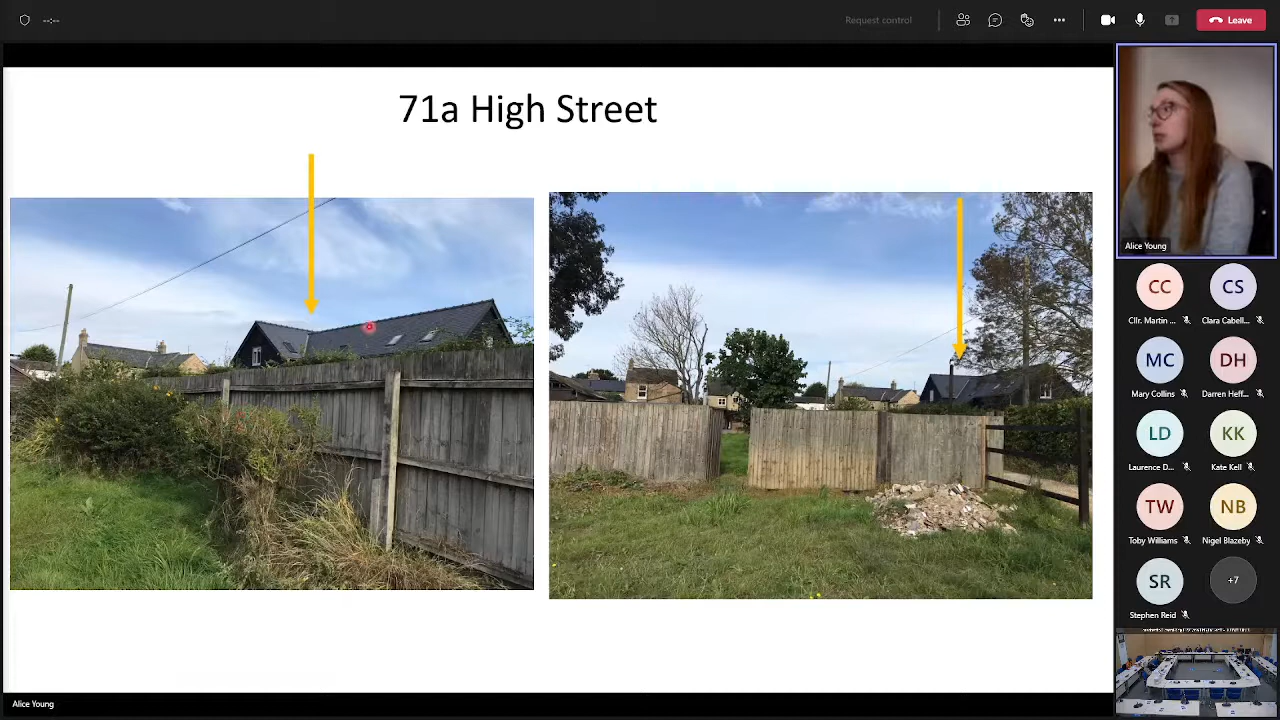 --:--
Request control
Leave
71a High Street
Alice Young
CC
CS
Cllr. Martin ...
Clara Cabell...
MC
DH
Mary Collins
Darren Heff...
LD
KK
Laurence D...
Kate Kell
TW
NB
Toby Williams
Nigel Blazeby
SR
+7
Stephen Reid
Alice Young